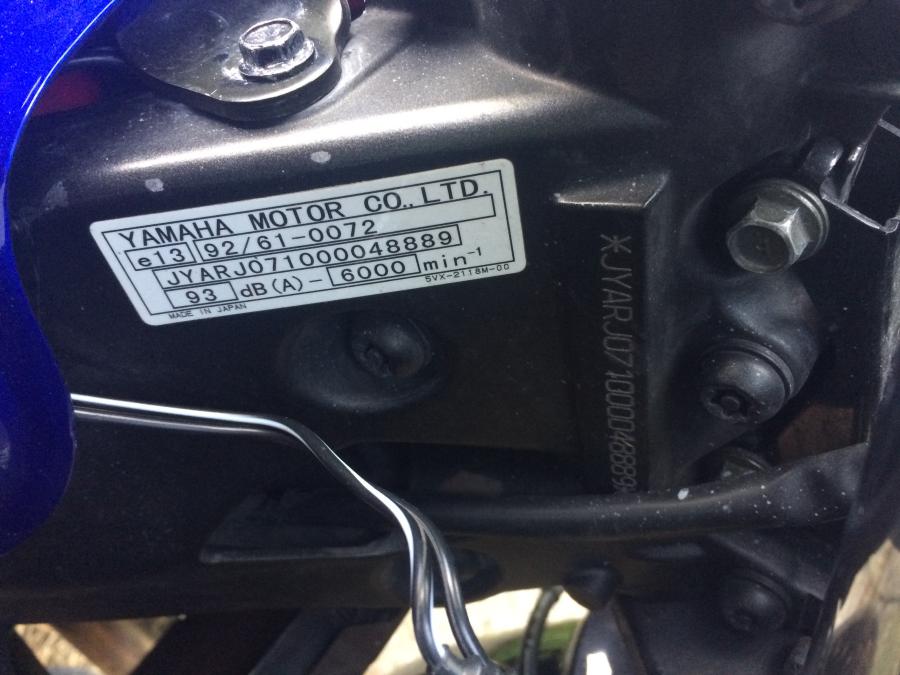 YAMAHA MOTOR CO., LTD.
e13 92/61-0072
JYARJ071000048889
93 dB(A)- 6000 min-1
MADE IN JAPAN 5VX-2118M-00
*JYARJ071000048889